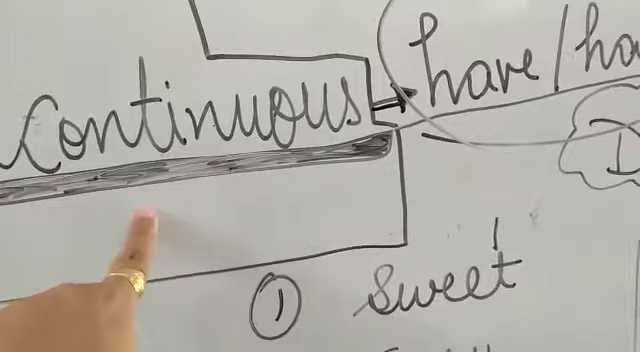 Continuous → have/
① Sweet